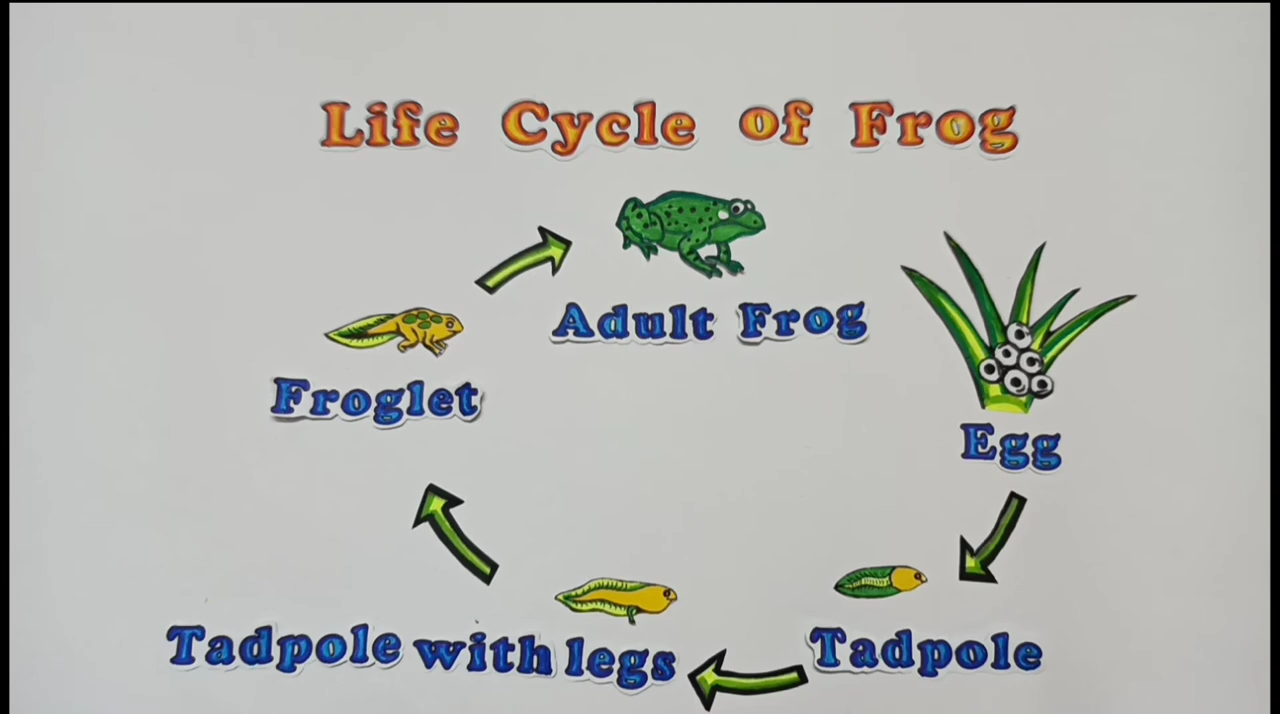 Life Cycle of Frog
Adult Frog
Egg
Tadpole
Tadpole with legs
Froglet